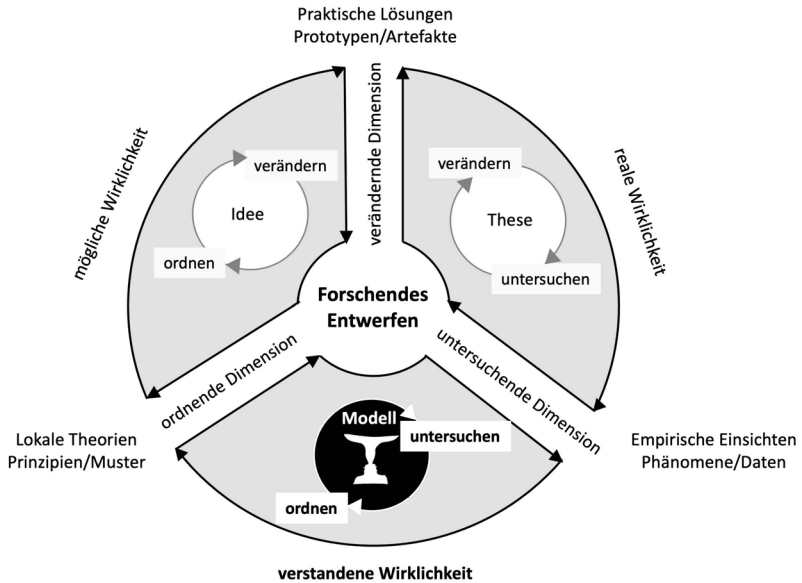 Praktische Lösungen
Prototypen/Artefakte
mögliche Wirklichkeit
verändernde Dimension
reale Wirklichkeit
verändern
Idee
ordnen
verändern
These
untersuchen
Forschendes
Entwerfen
ordnende Dimension
untersuchende Dimension
Lokale Theorien
Prinzipien/Muster
Modell
untersuchen
ordnen
Empirische Einsichten
Phänomene/Daten
verstandene Wirklichkeit